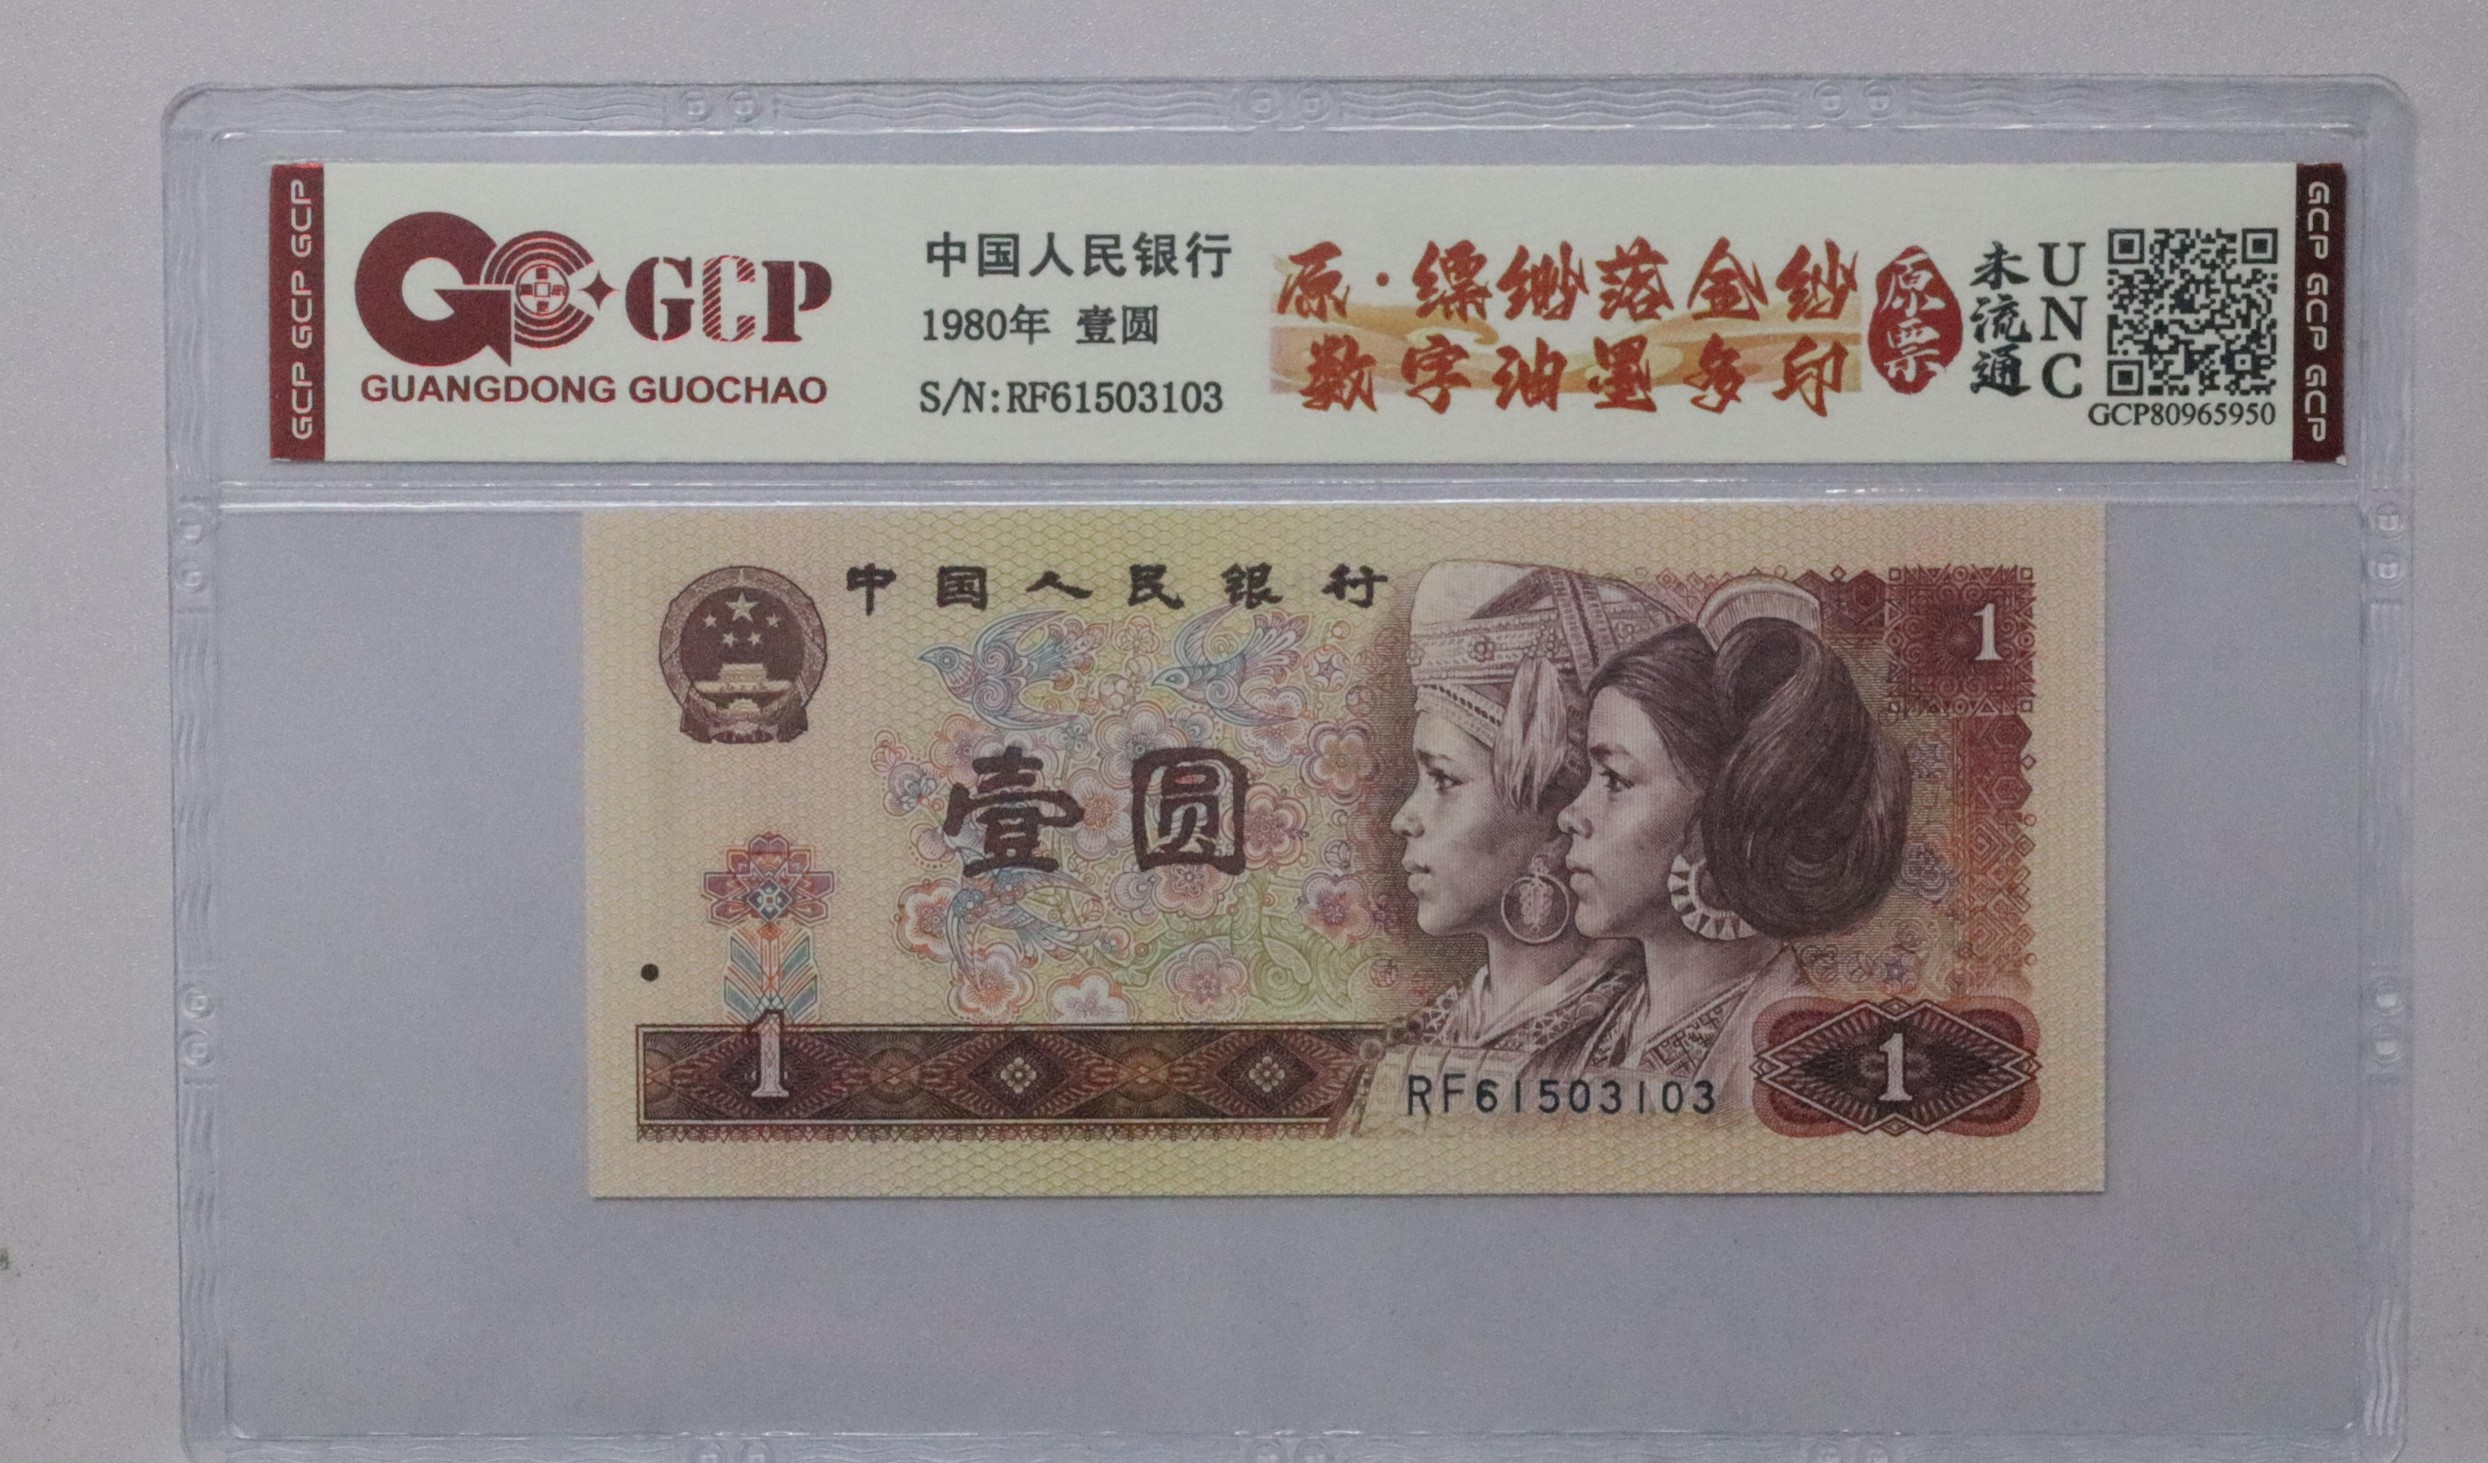 GCP GCP GCP
GCP
GUANGDONG GUOCHAO
中国人民银行
1980年 壹圆
S/N:RF61503103
原·缥缈落金纱
数字油墨多印
原票
未流通
UNC
GCP80965950
GCP GCP GCP
中国人民银行
1
壹圆
1
RF61503103
1